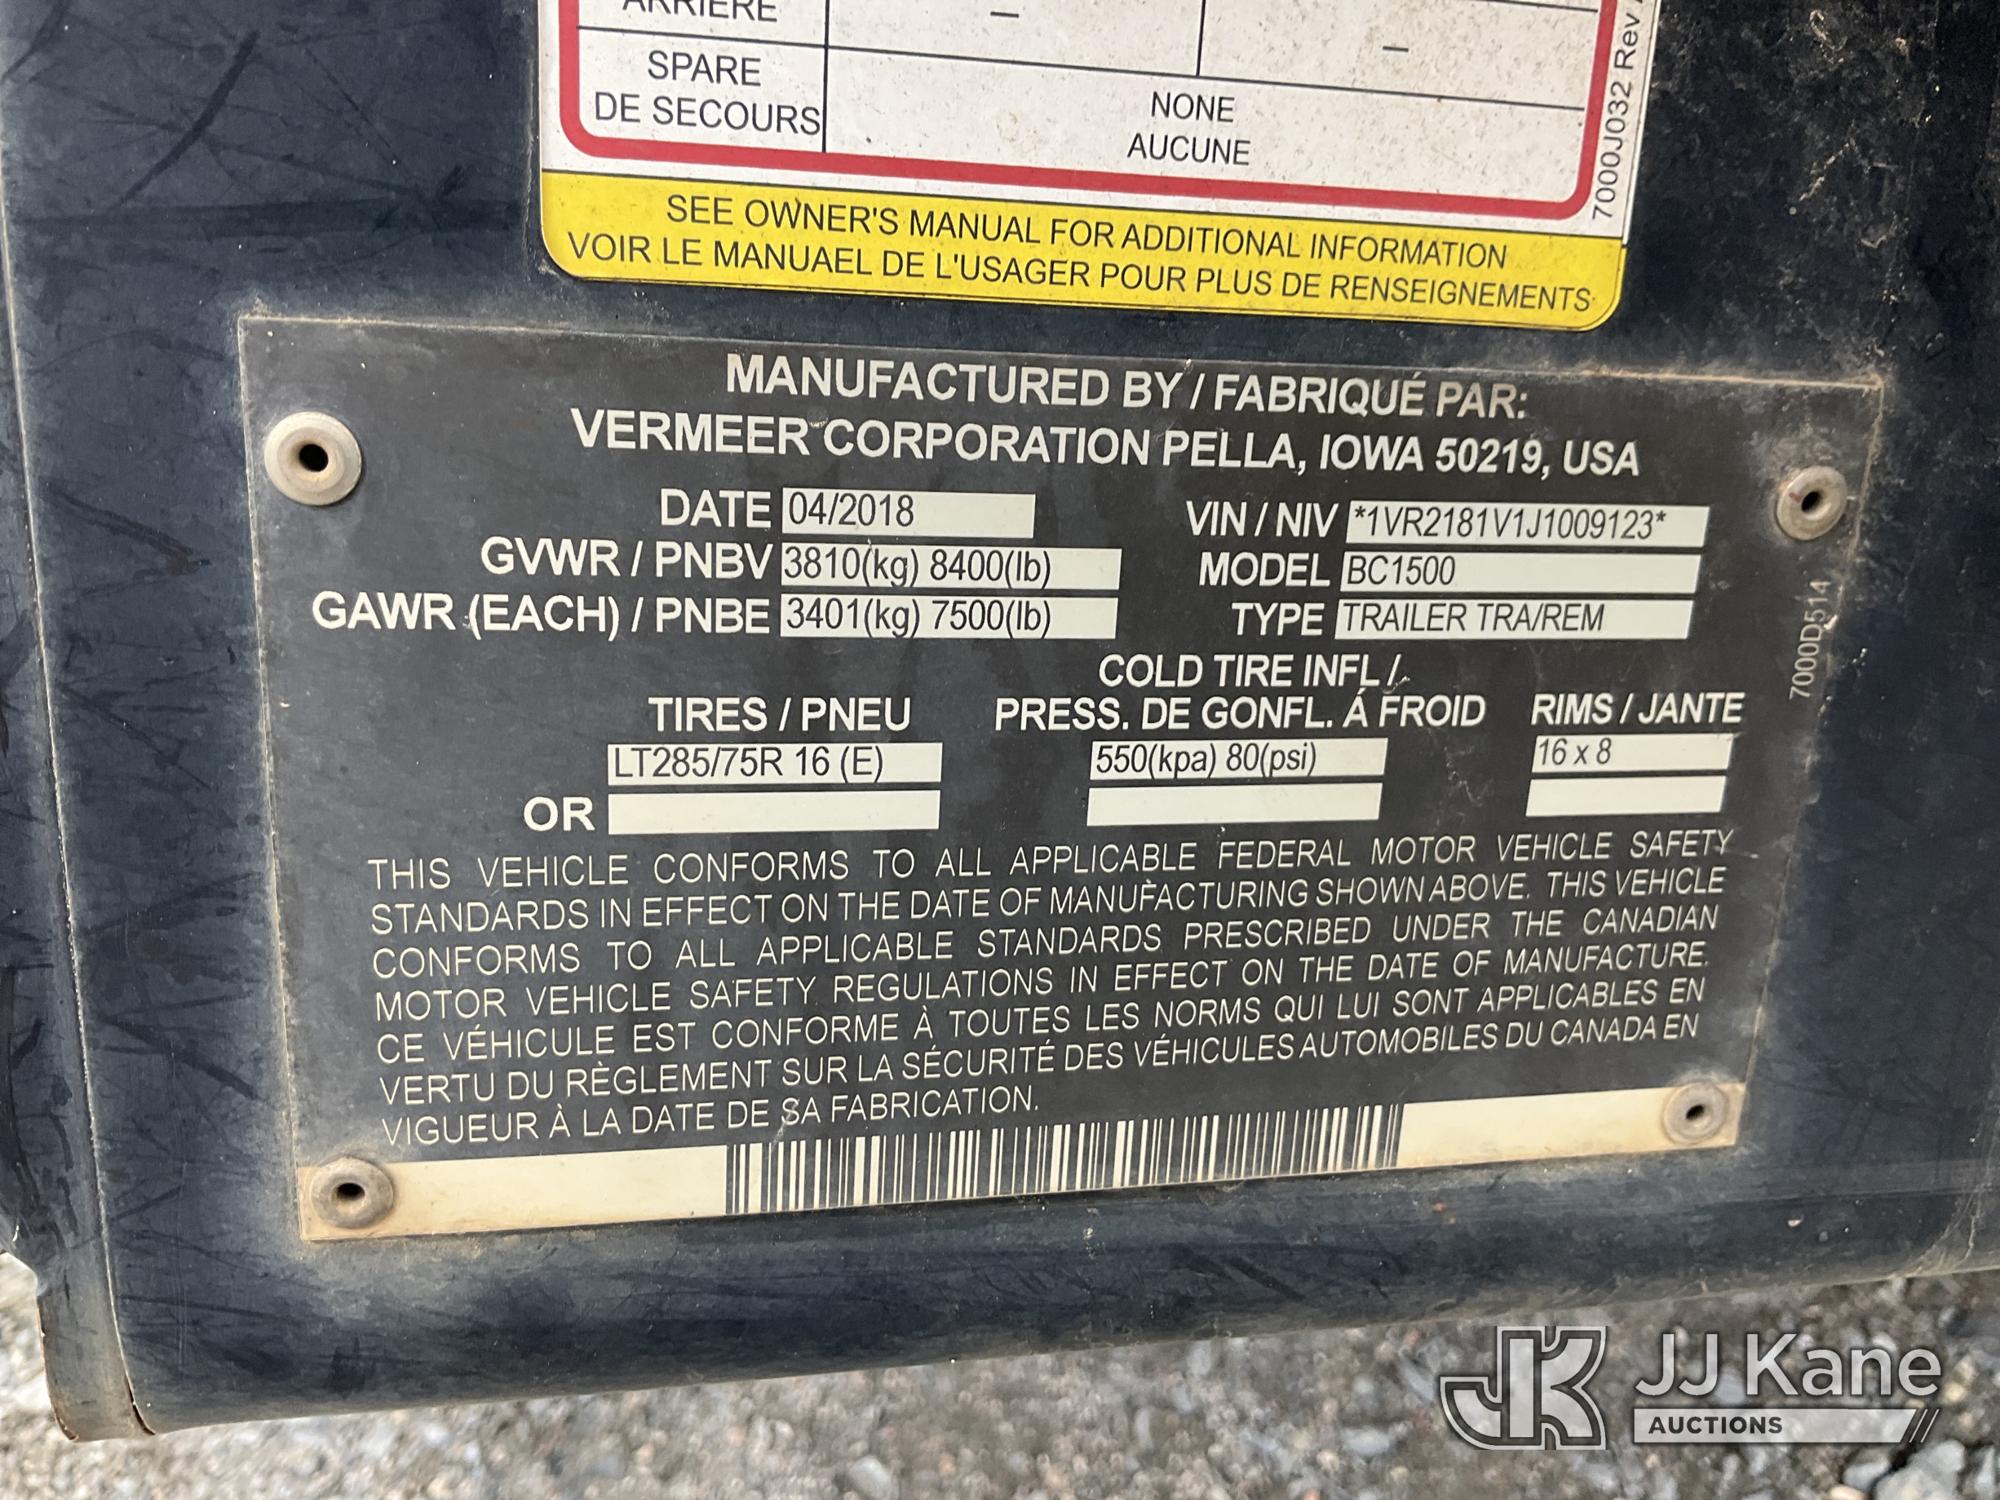 ARRIÈRE – –
SPARE
DE SECOURS
NONE
AUCUNE
7000J032 Rev
SEE OWNER'S MANUAL FOR ADDITIONAL INFORMATION
VOIR LE MANUAEL DE L'USAGER POUR PLUS DE RENSEIGNEMENTS
MANUFACTURED BY / FABRIQUÉ PAR:
VERMEER CORPORATION PELLA, IOWA 50219, USA
DATE 04/2018 VIN / NIV *1VR2181V1J1009123*
GVWR / PNBV 3810(kg) 8400(lb) MODEL BC1500
GAWR (EACH) / PNBE 3401(kg) 7500(lb) TYPE TRAILER TRA/REM
COLD TIRE INFL /
TIRES / PNEU PRESS. DE GONFL. Á FROID RIMS / JANTE
LT285/75R 16 (E) 550(kpa) 80(psi) 16 x 8
OR
7000D514
THIS VEHICLE CONFORMS TO ALL APPLICABLE FEDERAL MOTOR VEHICLE SAFETY
STANDARDS IN EFFECT ON THE DATE OF MANUFACTURING SHOWN ABOVE. THIS VEHICLE
CONFORMS TO ALL APPLICABLE STANDARDS PRESCRIBED UNDER THE CANADIAN
MOTOR VEHICLE SAFETY REGULATIONS IN EFFECT ON THE DATE OF MANUFACTURE.
CE VÉHICULE EST CONFORME À TOUTES LES NORMS QUI LUI SONT APPLICABLES EN
VERTU DU RÈGLEMENT SUR LA SÉCURITÉ DES VÉHICULES AUTOMOBILES DU CANADA EN
VIGUEUR À LA DATE DE SA FABRICATION.
JK JJ Kane
AUCTIONS